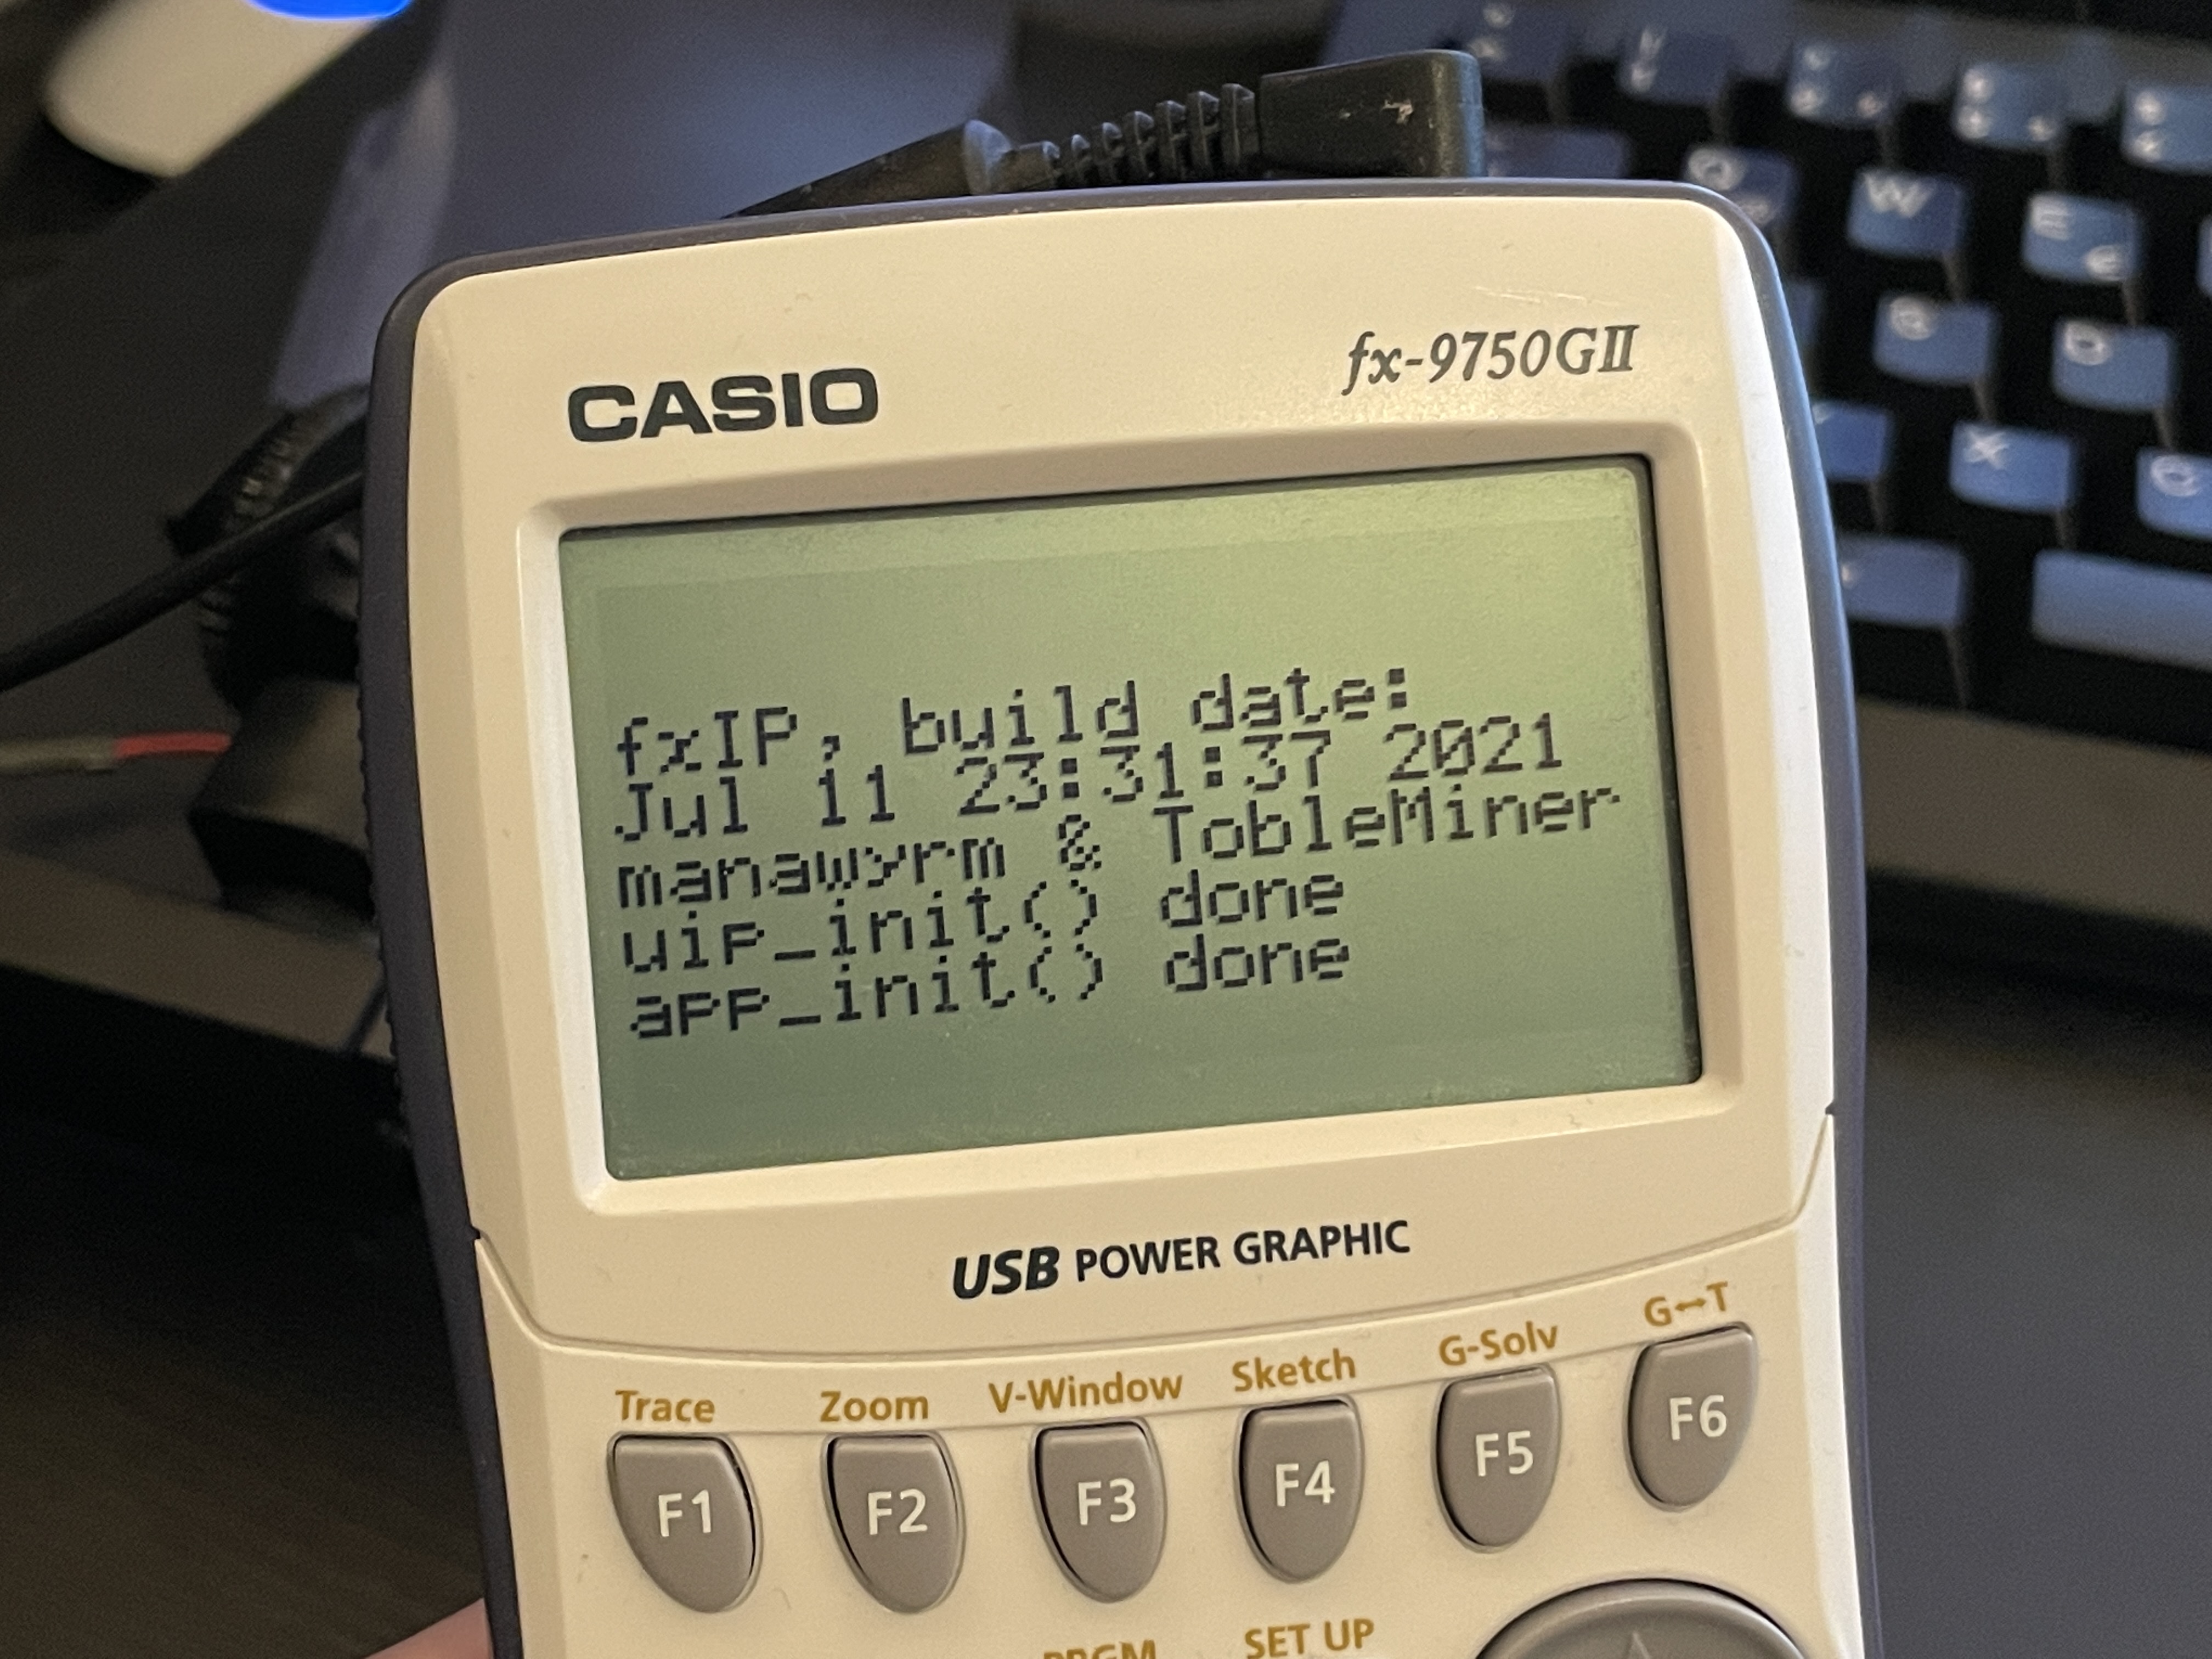 CASIO
fx-9750GII
fxIP, build date:
Jul 11 23:31:37 2021
manawyrm & TobleMiner
uip_init() done
app_init() done
USB POWER GRAPHIC
Trace Zoom V-Window Sketch G-Solv G↔T
F1 F2 F3 F4 F5 F6
PRGM SET UP
W
E
D
X
C